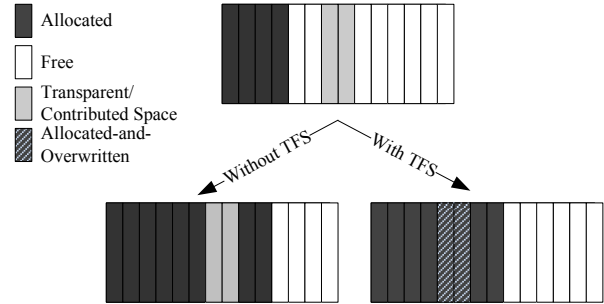 Allocated
Free
Transparent/
Contributed Space
Allocated-and-
Overwritten
Without TFS
With TFS